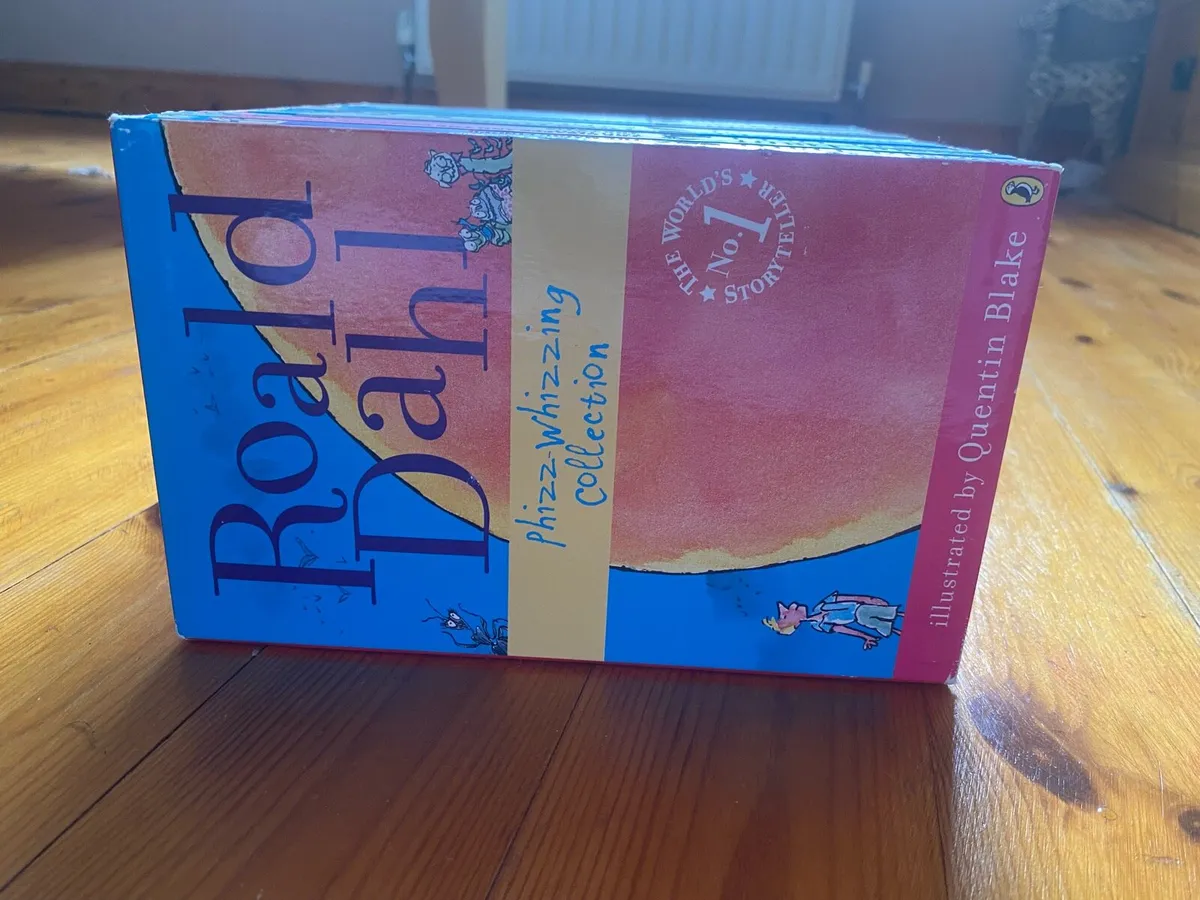 Roald
Dahl
phizz-whizzing
collection
THE WORLD'S
No.1
STORYTELLER
illustrated by Quentin Blake